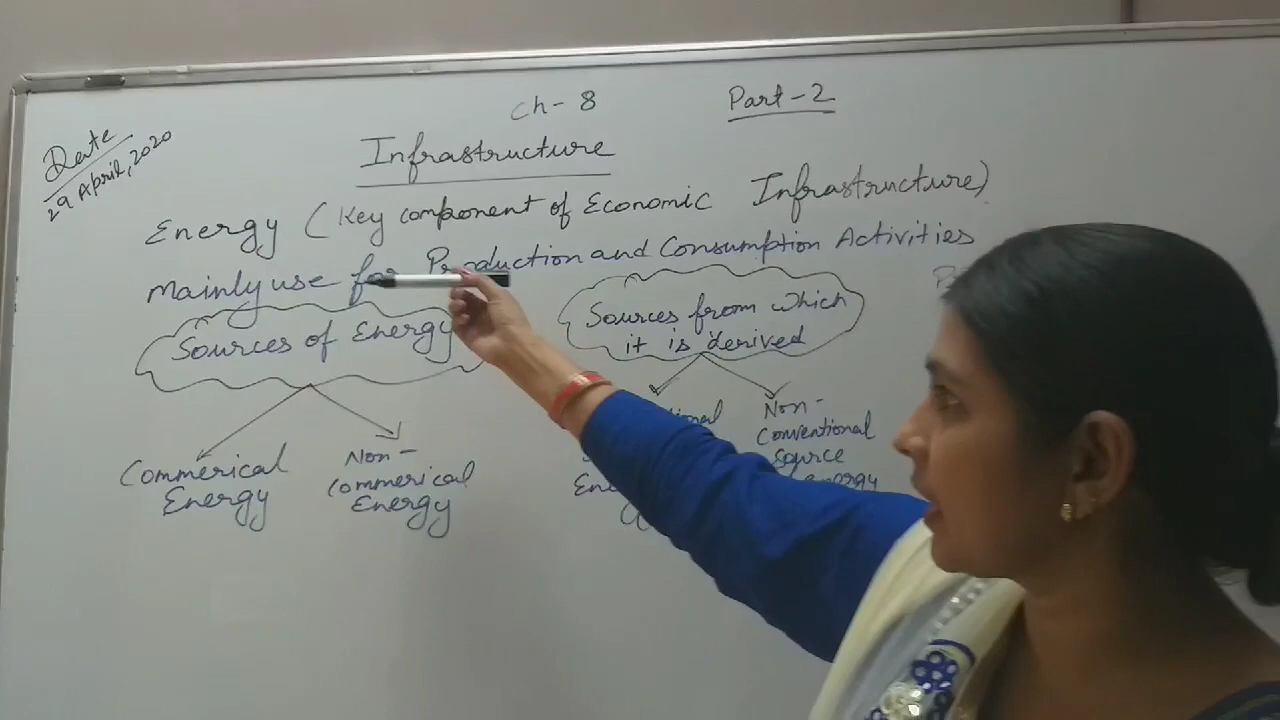 Ch- 8
Part-2
Date
29 April, 2020
Infrastructure
Energy (Key component of Economic Infrastructure)
Mainly use for Production and Consumption Activities
Sources of Energy
Sources from which
it is derived
Commerical
Energy
Non-
Commerical
Energy
Non-
Conventional
Source
energy